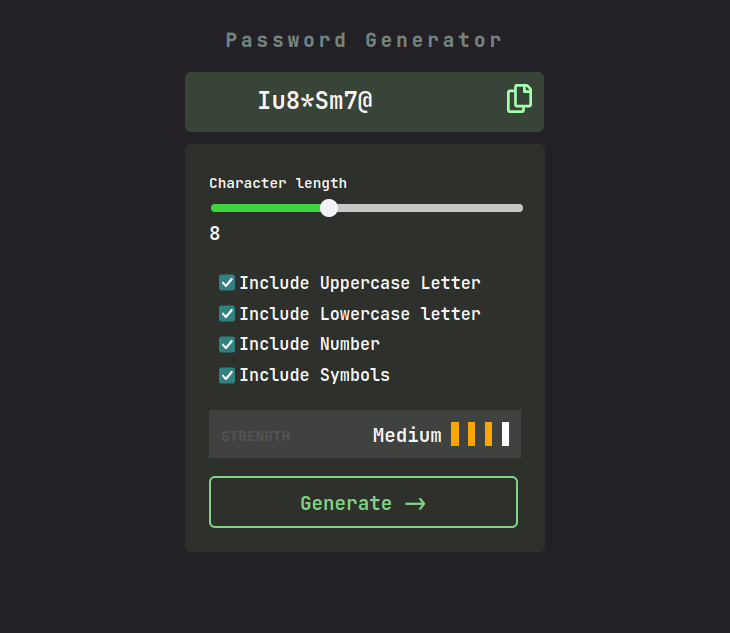 Password Generator
Iu8*Sm7@
Character length
8
Include Uppercase Letter
Include Lowercase letter
Include Number
Include Symbols
STRENGTH Medium
Generate -->